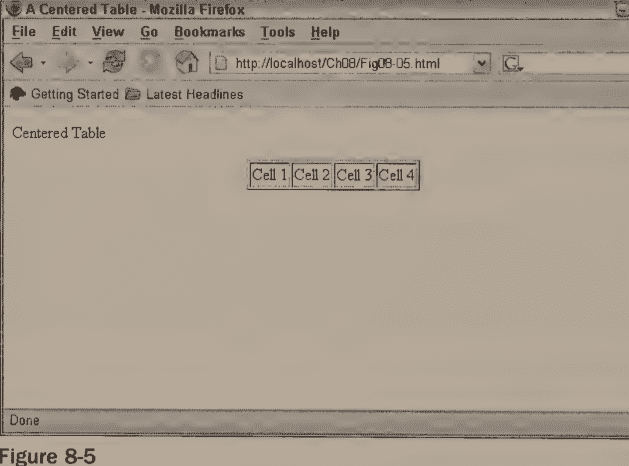 A Centered Table - Mozilla Firefox
File Edit View Go Bookmarks Tools Help
http://localhost/Ch08/Fig08-05.html G
Getting Started Latest Headlines
Centered Table
Cell 1 Cell 2 Cell 3 Cell 4
Done
Figure 8-5